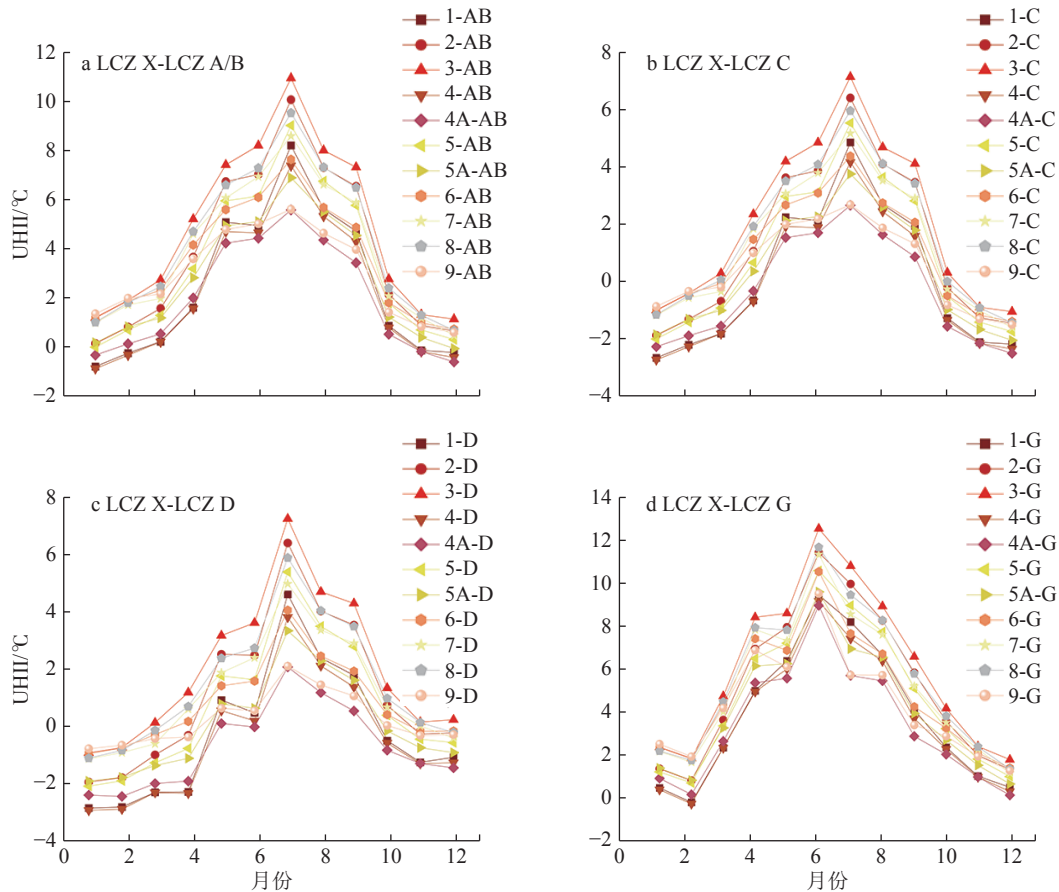 a LCZ X-LCZ A/B
UHII/℃
12
10
8
6
4
2
0
−2
1-AB
2-AB
3-AB
4-AB
4A-AB
5-AB
5A-AB
6-AB
7-AB
8-AB
9-AB
b LCZ X-LCZ C
8
6
4
2
0
−2
−4
1-C
2-C
3-C
4-C
4A-C
5-C
5A-C
6-C
7-C
8-C
9-C
c LCZ X-LCZ D
UHII/℃
8
6
4
2
0
−2
−4
0 2 4 6 8 10 12
月份
1-D
2-D
3-D
4-D
4A-D
5-D
5A-D
6-D
7-D
8-D
9-D
d LCZ X-LCZ G
14
12
10
8
6
4
2
0
−2
0 2 4 6 8 10 12
月份
1-G
2-G
3-G
4-G
4A-G
5-G
5A-G
6-G
7-G
8-G
9-G